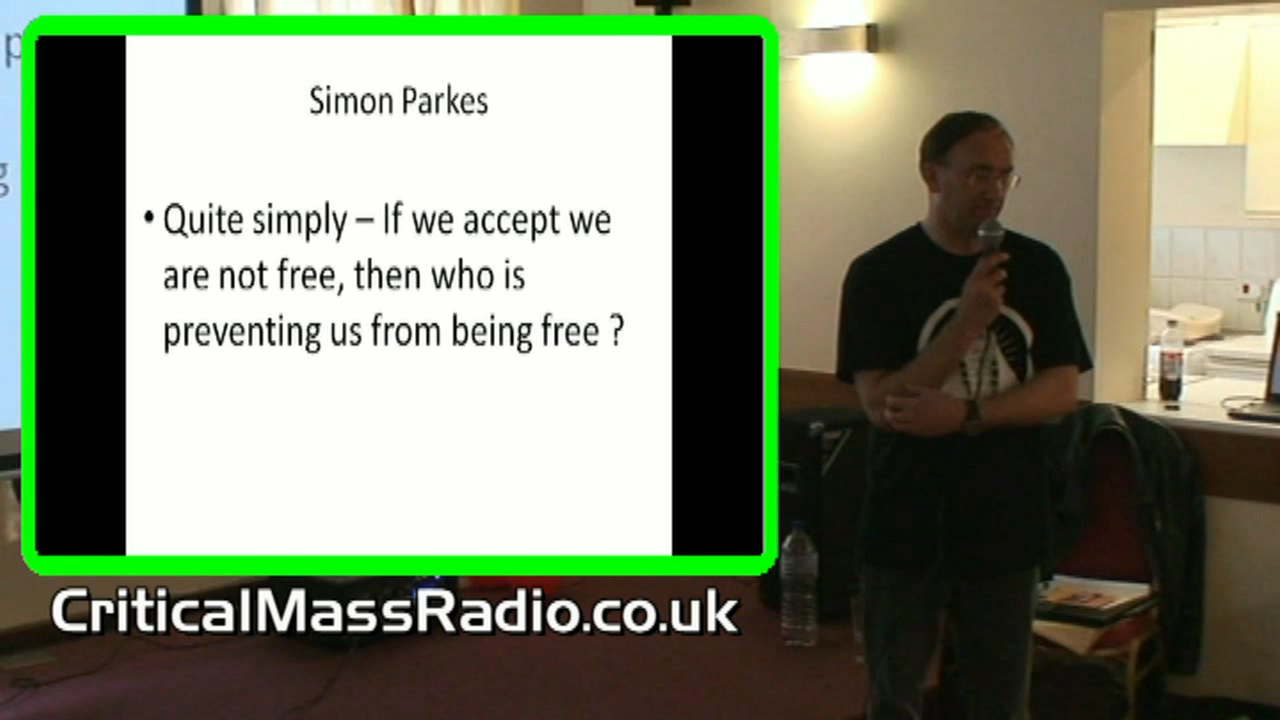 Simon Parkes
• Quite simply – If we accept we
are not free, then who is
preventing us from being free ?
CriticalMassRadio.co.uk